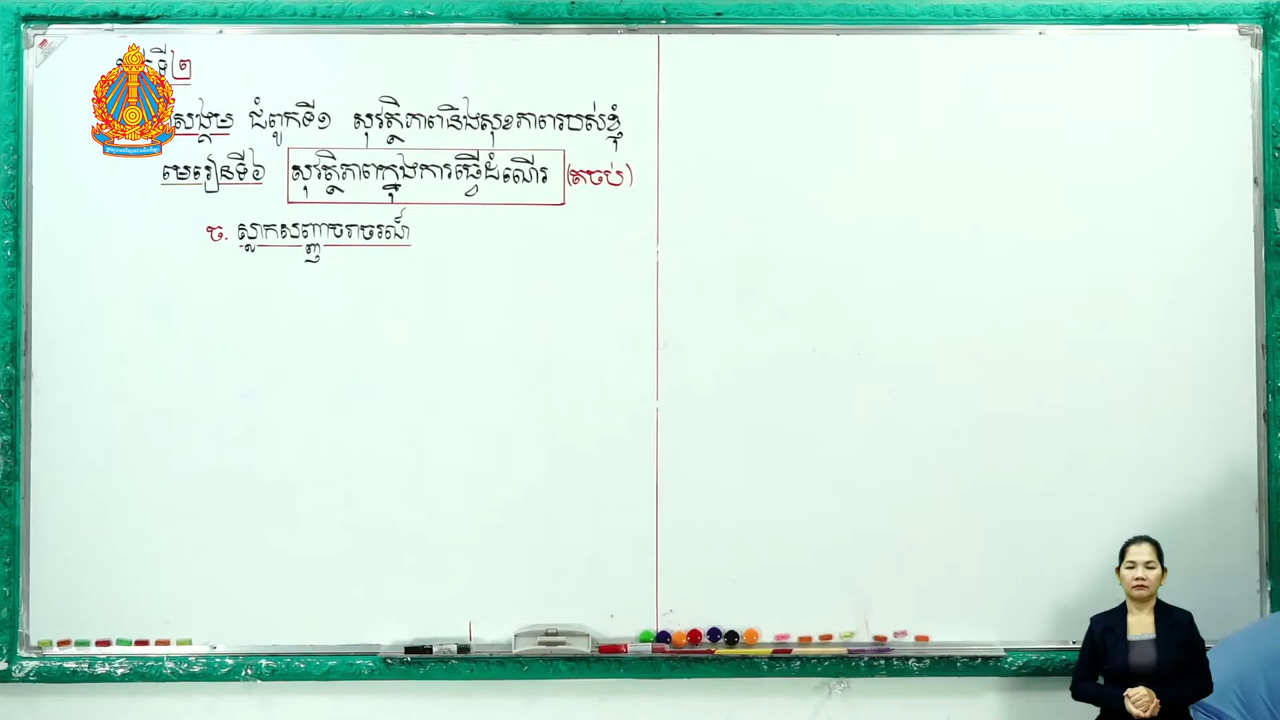 ទី២
សង្គម ជំពូកទី១ សុវត្ថិភាពនិងសុខភាពរបស់ខ្ញុំ
មេរៀនទី៦ សុវត្ថិភាពក្នុងការធ្វើដំណើរ (តចប់)
ច. ស្លាកសញ្ញាចរាចរណ៍